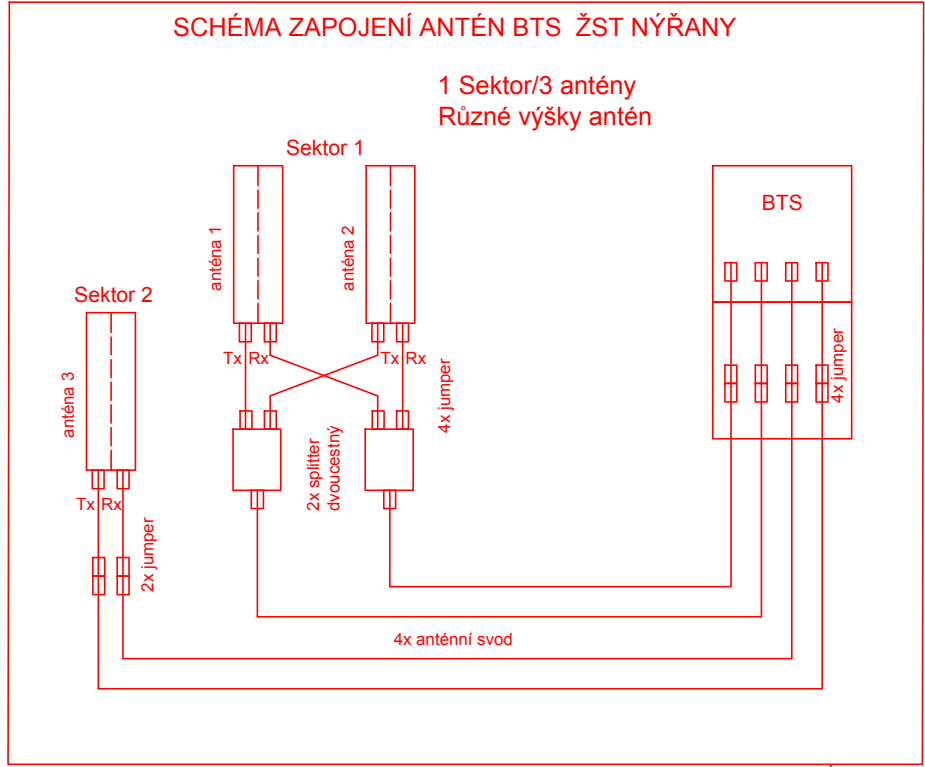 SCHÉMA ZAPOJENÍ ANTÉN BTS ŽST NÝŘANY
1 Sektor/3 antény
Různé výšky antén
Sektor 1
BTS
anténa 1
anténa 2
Sektor 2
Tx Rx
Tx Rx
4x jumper
4x jumper
anténa 3
2x splitter
dvoucestný
Tx Rx
2x jumper
4x anténní svod